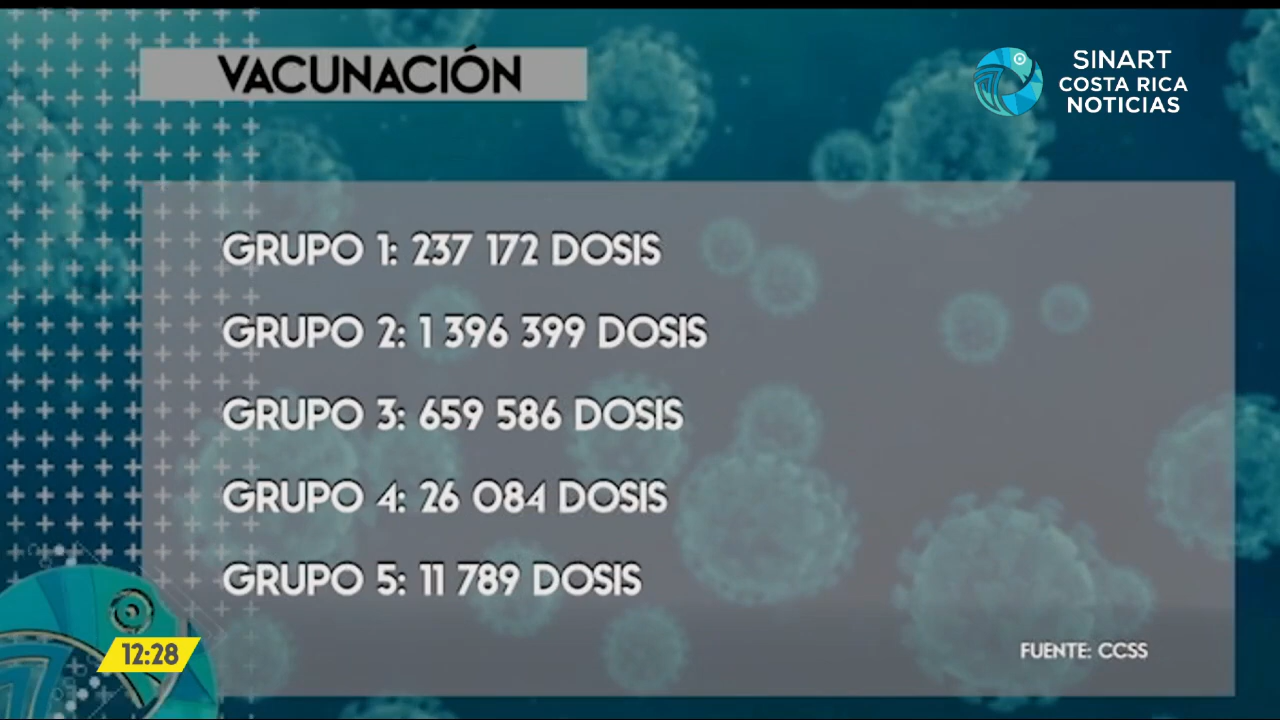 VACUNACIÓN
SINART
COSTA RICA
NOTICIAS
GRUPO 1: 237 172 DOSIS
GRUPO 2: 1 396 399 DOSIS
GRUPO 3: 659 586 DOSIS
GRUPO 4: 26 084 DOSIS
GRUPO 5: 11 789 DOSIS
FUENTE: CCSS
12:28